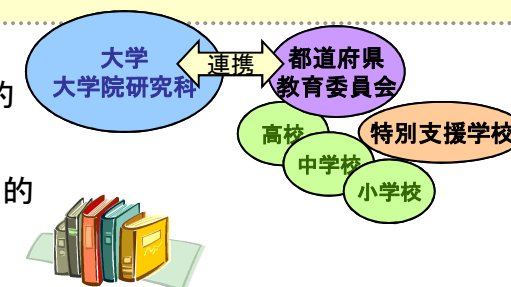 大学
大学院研究科
連携
都道府県
教育委員会
的
高校
特別支援学校
中学校
小学校
的